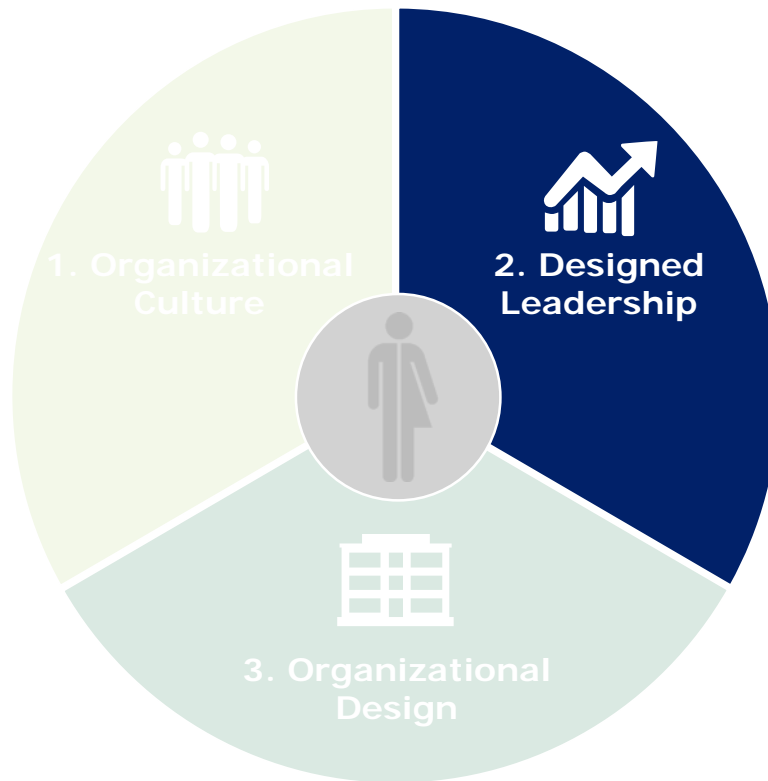 1. Organizational
Culture
2. Designed
Leadership
3. Organizational
Design